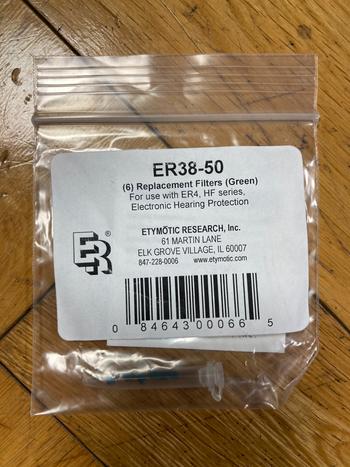 ER38-50
(6) Replacement Filters (Green)
For use with ER4, HF series,
Electronic Hearing Protection
ER®
ETYMŌTIC RESEARCH, Inc.
61 MARTIN LANE
ELK GROVE VILLAGE, IL 60007
847-228-0006 www.etymotic.com
0 84643 00066 5